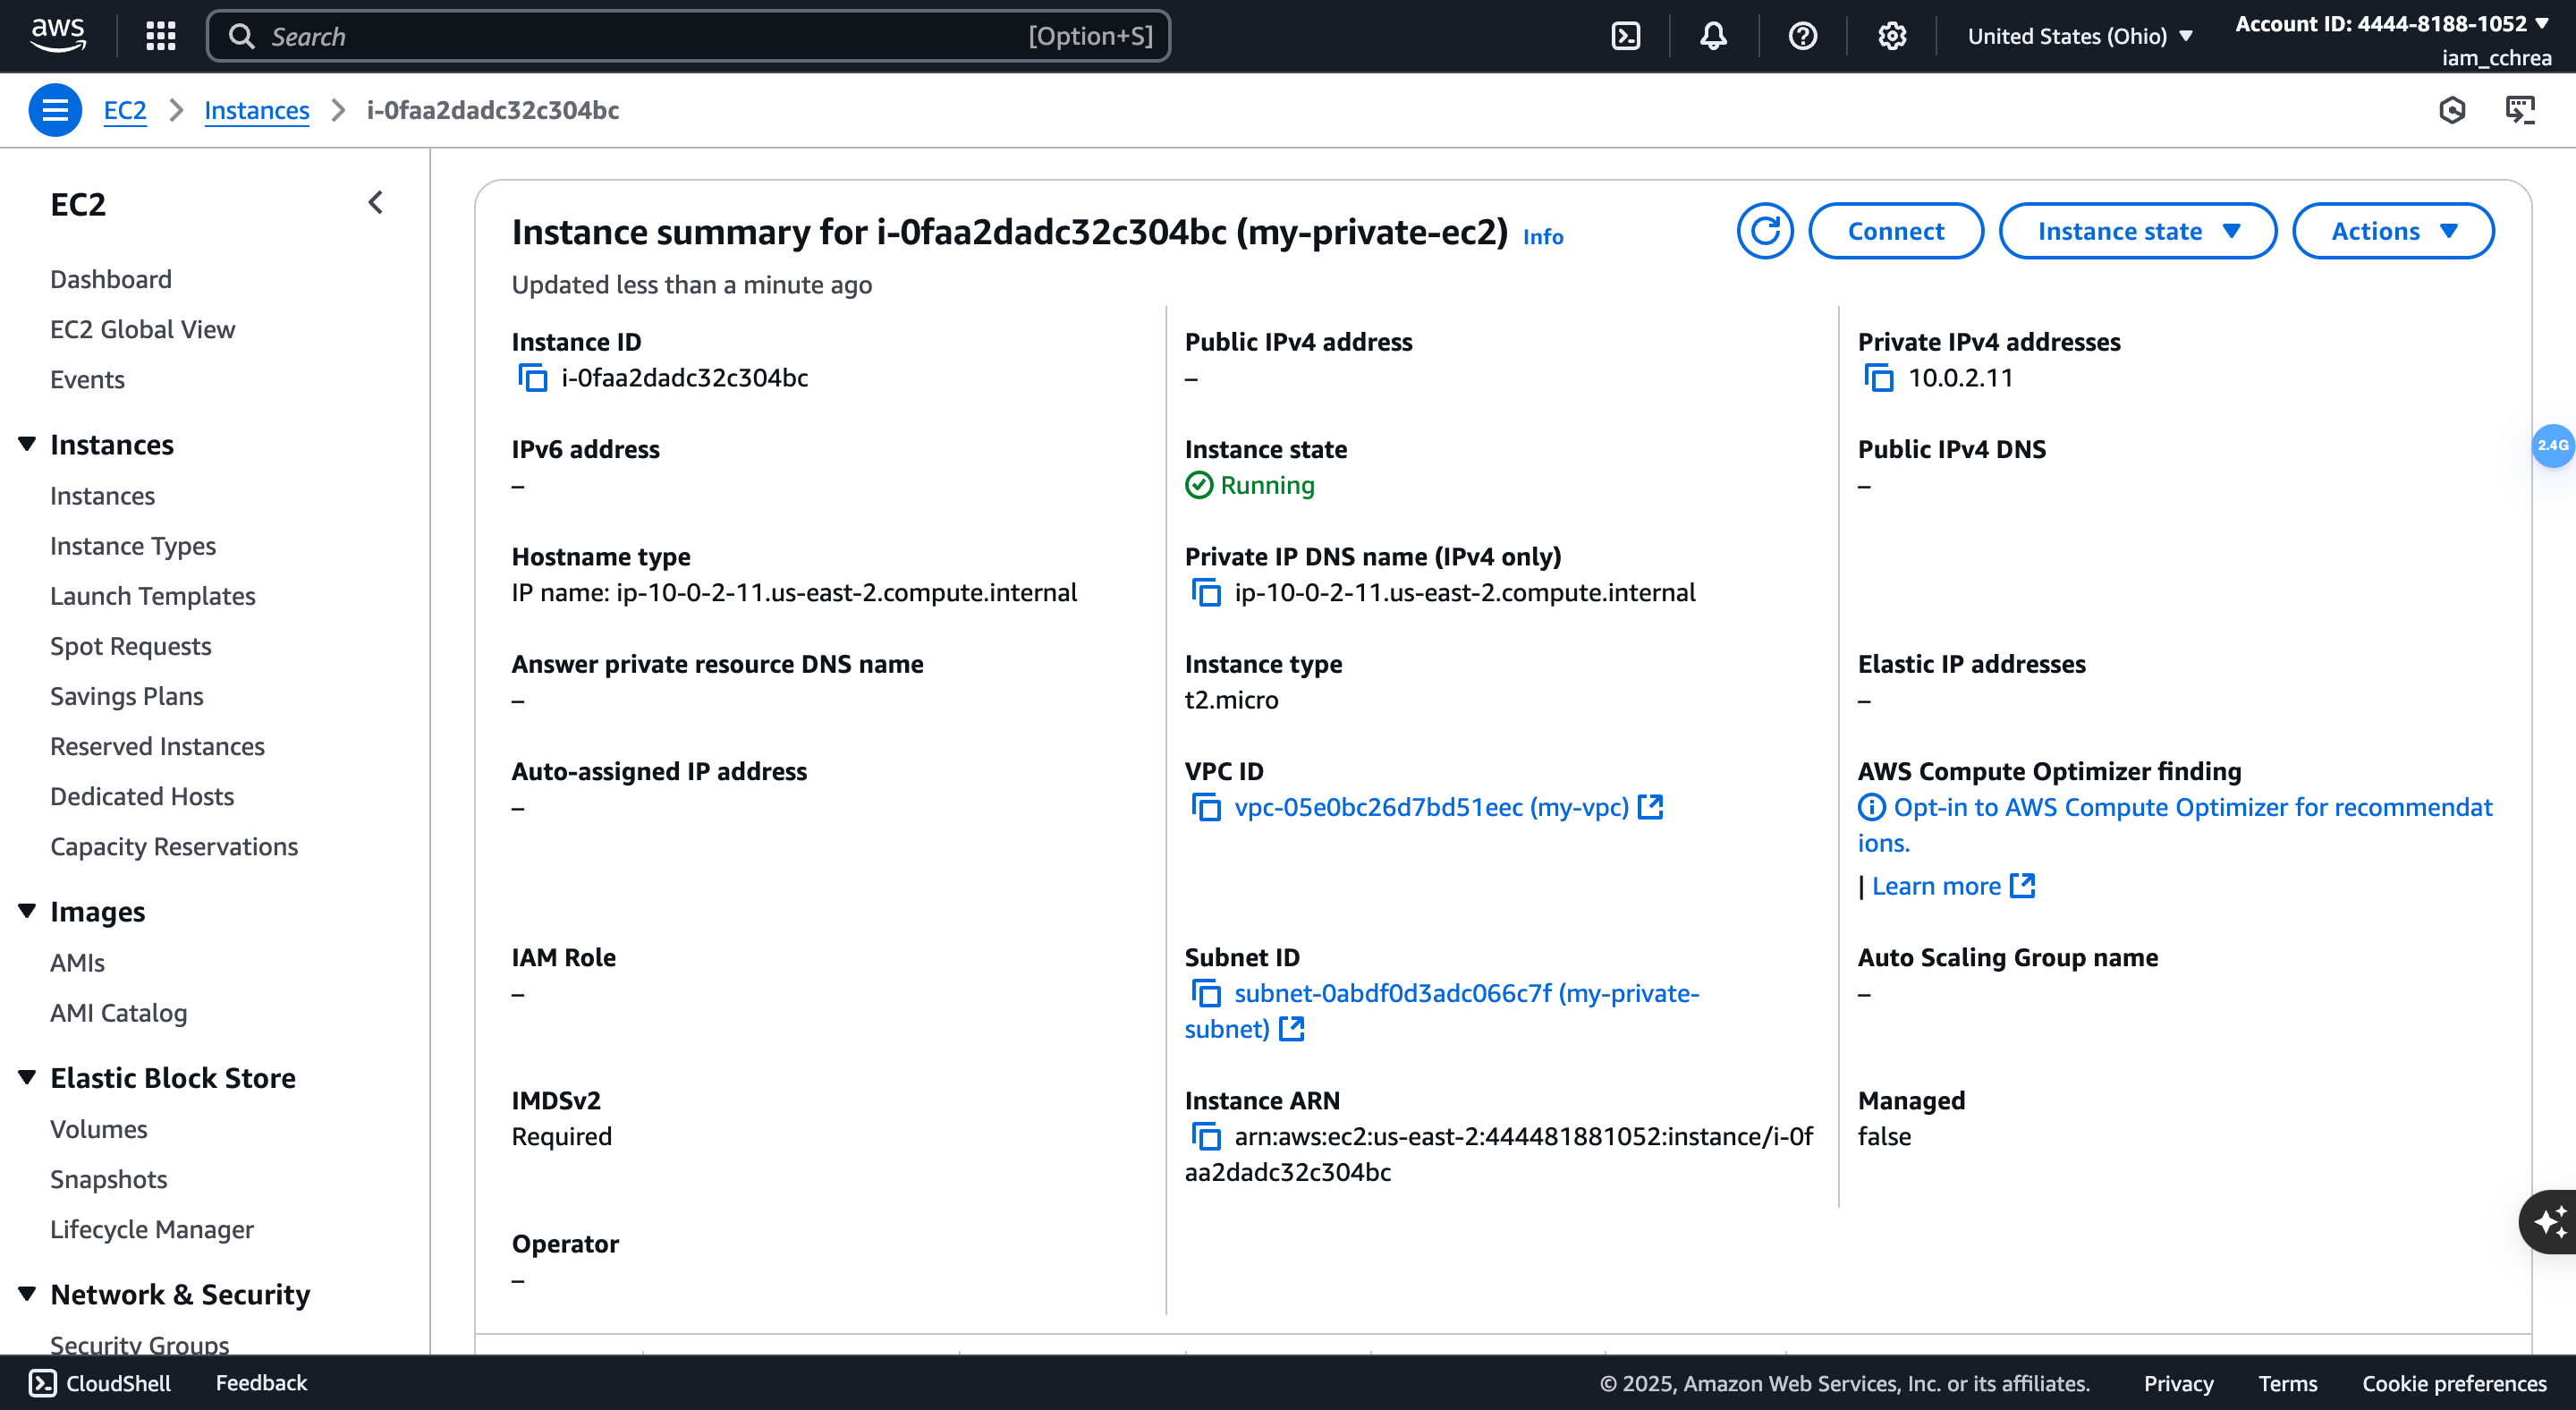 aws
Search
[Option+S]
United States (Ohio)
Account ID: 4444-8188-1052
iam_cchrea
EC2
Instances
i-0faa2dadc32c304bc
EC2
Dashboard
EC2 Global View
Events
Instances
Instances
Instance Types
Launch Templates
Spot Requests
Savings Plans
Reserved Instances
Dedicated Hosts
Capacity Reservations
Images
AMIs
AMI Catalog
Elastic Block Store
Volumes
Snapshots
Lifecycle Manager
Network & Security
Security Groups
Instance summary for i-0faa2dadc32c304bc (my-private-ec2) Info
Updated less than a minute ago
Connect
Instance state
Actions
Instance ID
i-0faa2dadc32c304bc
Public IPv4 address
–
Private IPv4 addresses
10.0.2.11
IPv6 address
–
Instance state
Running
Public IPv4 DNS
–
Hostname type
IP name: ip-10-0-2-11.us-east-2.compute.internal
Private IP DNS name (IPv4 only)
ip-10-0-2-11.us-east-2.compute.internal
Answer private resource DNS name
–
Instance type
t2.micro
Elastic IP addresses
–
Auto-assigned IP address
–
VPC ID
vpc-05e0bc26d7bd51eec (my-vpc)
AWS Compute Optimizer finding
Opt-in to AWS Compute Optimizer for recommendat
ions.
| Learn more
IAM Role
–
Subnet ID
subnet-0abdf0d3adc066c7f (my-private-
subnet)
Auto Scaling Group name
–
IMDSv2
Required
Instance ARN
arn:aws:ec2:us-east-2:444481881052:instance/i-0f
aa2dadc32c304bc
Managed
false
Operator
–
2.4G
CloudShell
Feedback
© 2025, Amazon Web Services, Inc. or its affiliates.
Privacy
Terms
Cookie preferences